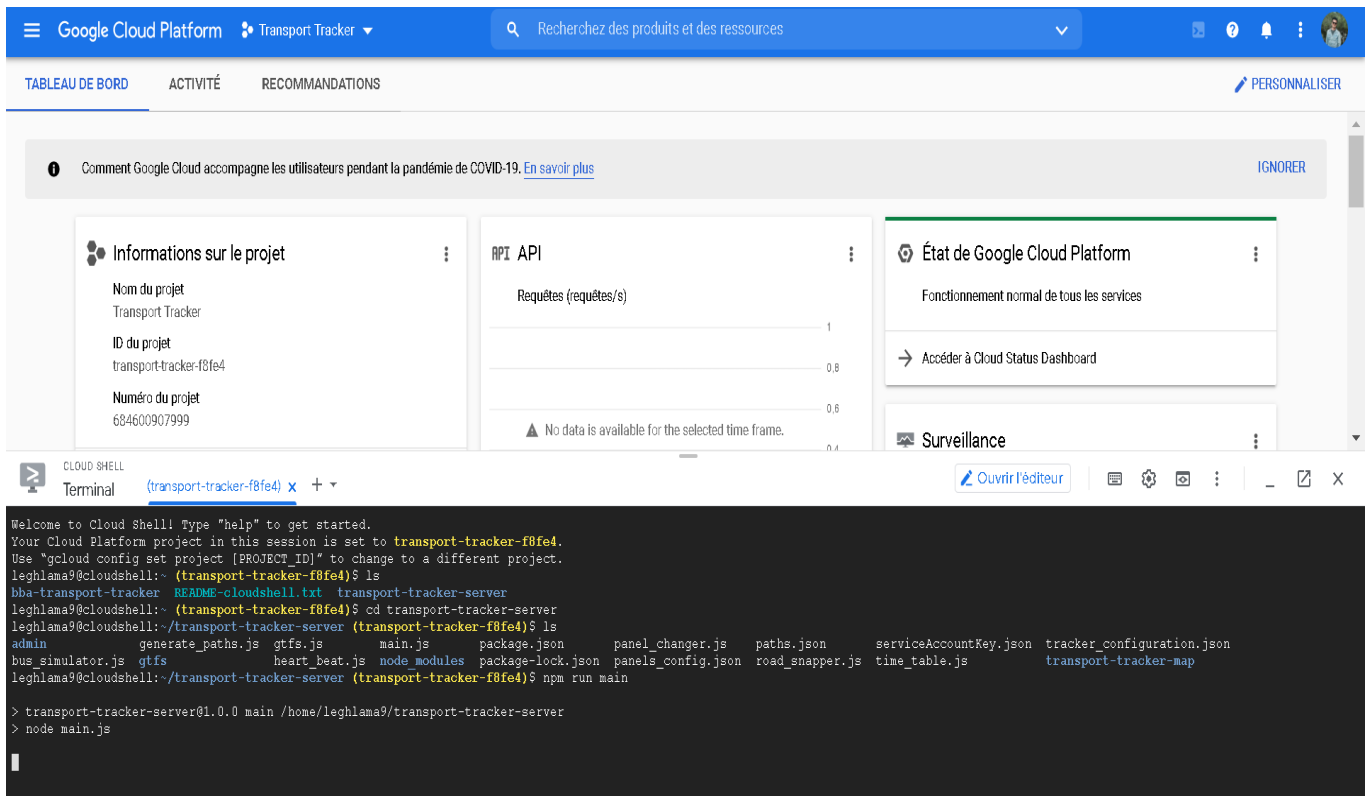 Google Cloud Platform Transport Tracker Recherchez des produits et des ressources
TABLEAU DE BORD ACTIVITÉ RECOMMANDATIONS PERSONNALISER
Comment Google Cloud accompagne les utilisateurs pendant la pandémie de COVID-19. En savoir plus IGNORER
Informations sur le projet
Nom du projet
Transport Tracker
ID du projet
transport-tracker-f8fe4
Numéro du projet
684600907999
API API
Requêtes (requêtes/s)
1
0,8
0,6
No data is available for the selected time frame.
0,4
État de Google Cloud Platform
Fonctionnement normal de tous les services
Accéder à Cloud Status Dashboard
Surveillance
CLOUD SHELL
Terminal (transport-tracker-f8fe4) x + Ouvrir l'éditeur
Welcome to Cloud Shell! Type "help" to get started.
Your Cloud Platform project in this session is set to transport-tracker-f8fe4.
Use “gcloud config set project [PROJECT_ID]” to change to a different project.
leghlama9@cloudshell:~ (transport-tracker-f8fe4)$ ls
bba-transport-tracker README-cloudshell.txt transport-tracker-server
leghlama9@cloudshell:~ (transport-tracker-f8fe4)$ cd transport-tracker-server
leghlama9@cloudshell:~/transport-tracker-server (transport-tracker-f8fe4)$ ls
admin generate_paths.js gtfs.js main.js package.json panel_changer.js paths.json serviceAccountKey.json tracker_configuration.json
bus_simulator.js gtfs heart_beat.js node_modules package-lock.json panels_config.json road_snapper.js time_table.js transport-tracker-map
leghlama9@cloudshell:~/transport-tracker-server (transport-tracker-f8fe4)$ npm run main
> transport-tracker-server@1.0.0 main /home/leghlama9/transport-tracker-server
> node main.js